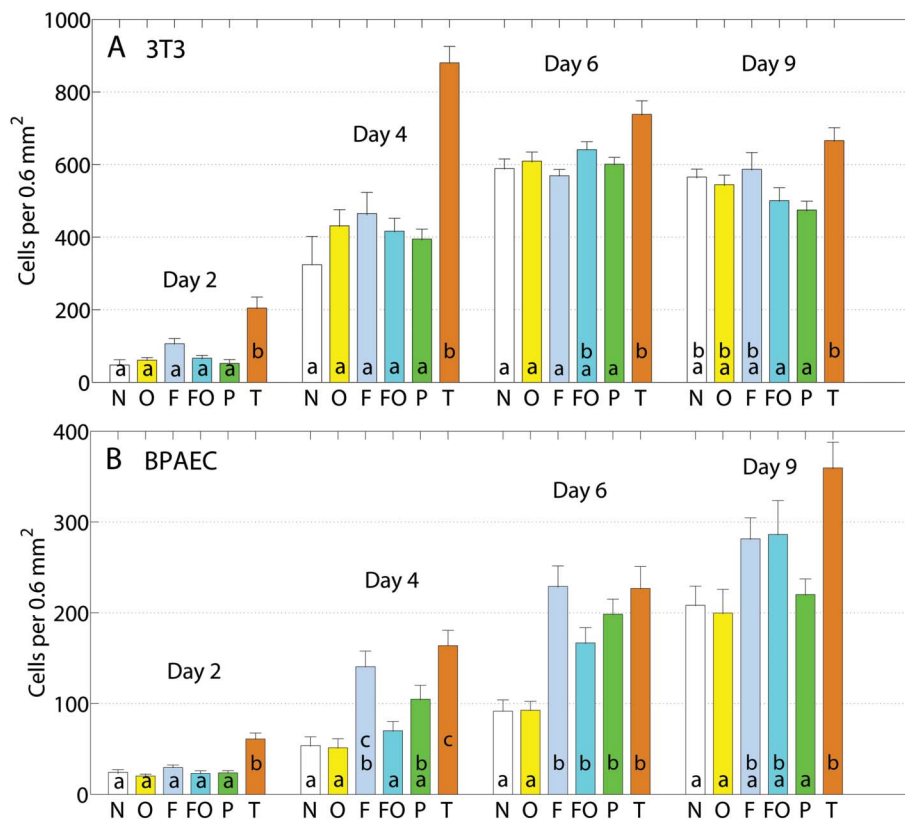 A 3T3
Cells per 0.6 mm²
1000
800
600
400
200
0
Day 2
Day 4
Day 6
Day 9
b b b b b b b b
a a a a a a a a a a a a a a a a a a a a
N O F FO P T N O F FO P T N O F FO P T N O F FO P T
B BPAEC
Cells per 0.6 mm²
400
300
200
100
0
Day 2
Day 4
Day 6
Day 9
c c
b b b b b b b b b b
a a a a a a a a a a a a a a a
N O F FO P T N O F FO P T N O F FO P T N O F FO P T